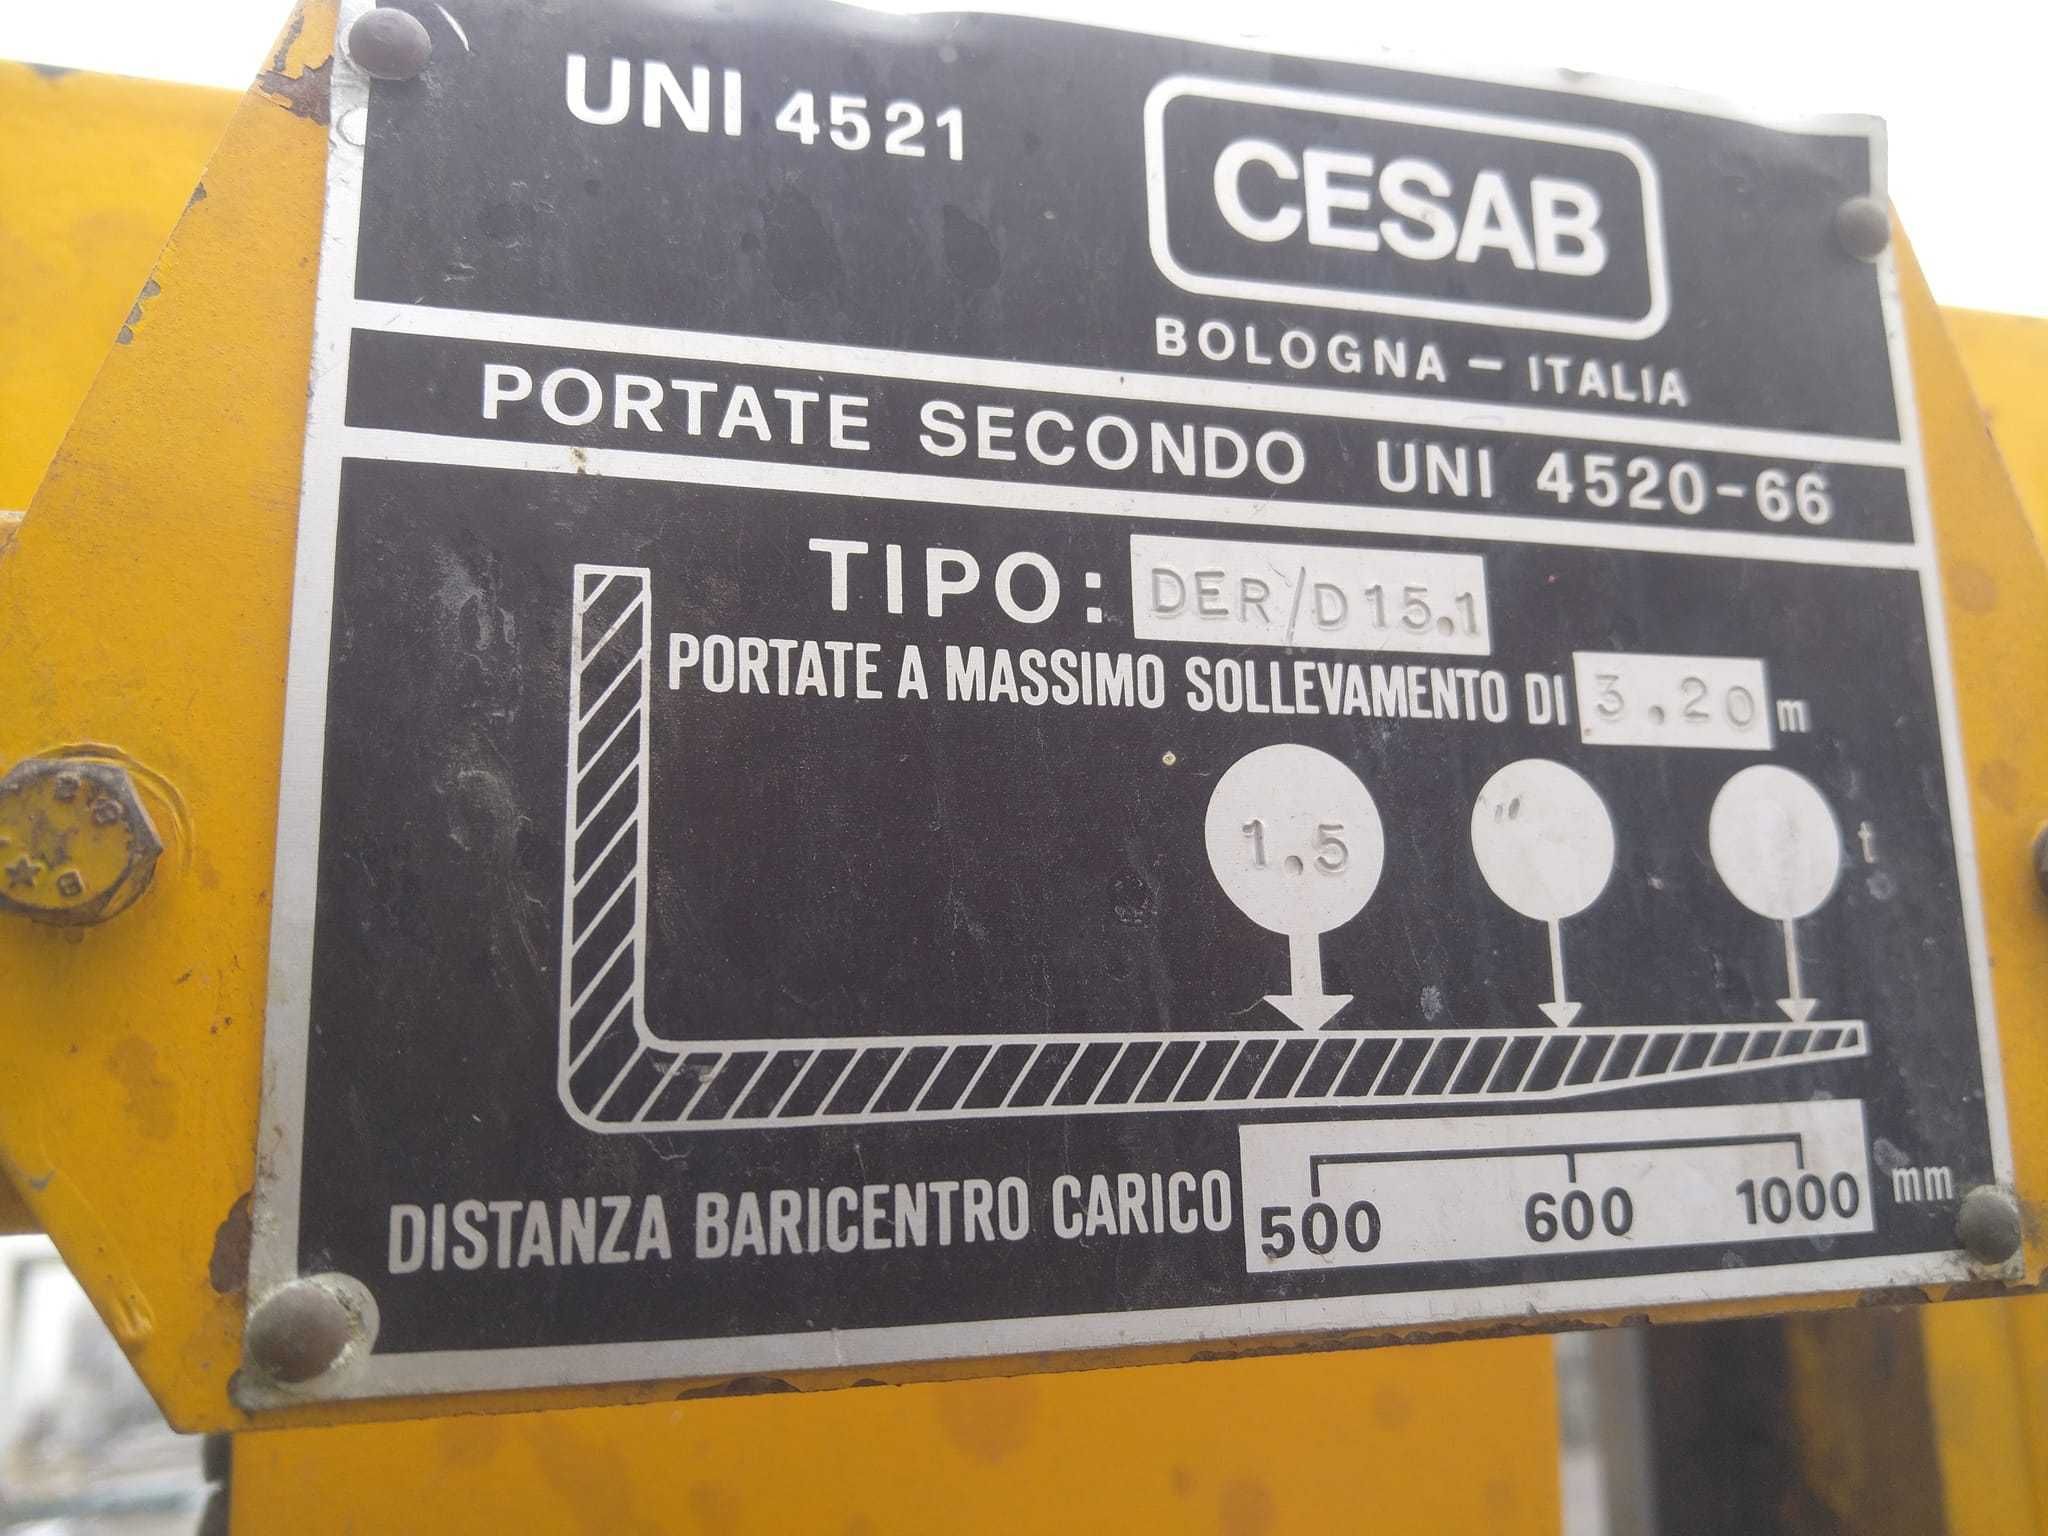 UNI 4521
CESAB
BOLOGNA – ITALIA
PORTATE SECONDO UNI 4520-66
TIPO: DER/D15.1
PORTATE A MASSIMO SOLLEVAMENTO DI 3.20 m
1.5 t
DISTANZA BARICENTRO CARICO 500 600 1000 mm